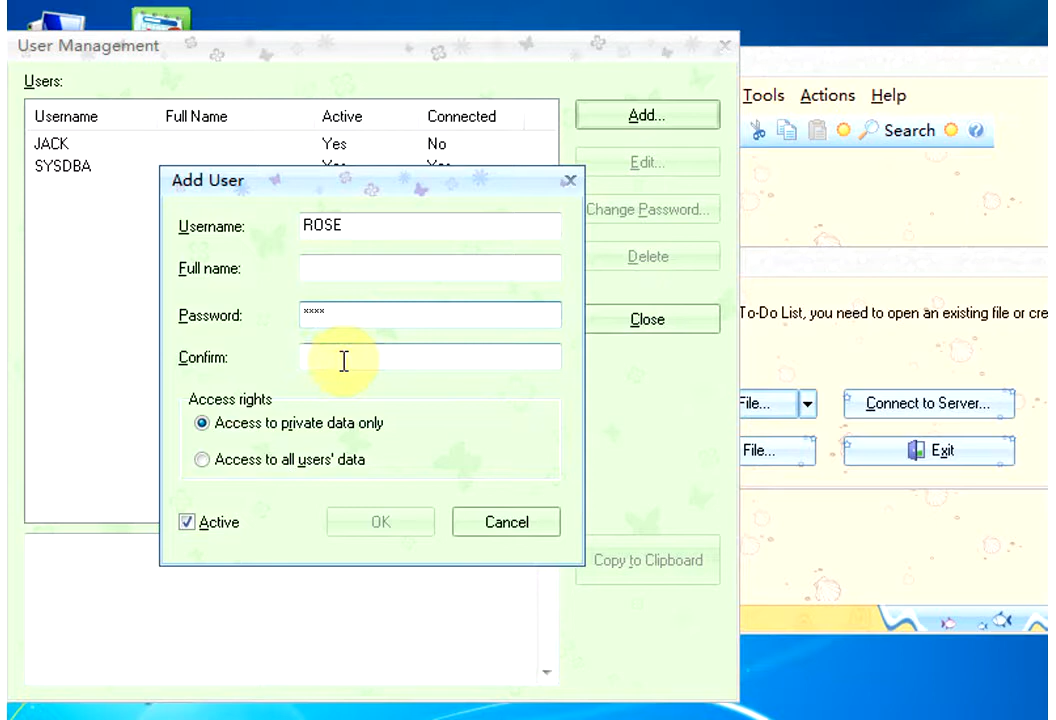 User Management
Users:
Username Full Name Active Connected
JACK Yes No
SYSDBA
Add...
Edit...
Change Password...
Delete
Close
Copy to Clipboard
Add User
Username: ROSE
Full name:
Password: ****
Confirm:
Access rights
Access to private data only
Access to all users' data
Active
OK Cancel
Tools Actions Help
Search
To-Do List, you need to open an existing file or cre
File... Connect to Server...
File... Exit